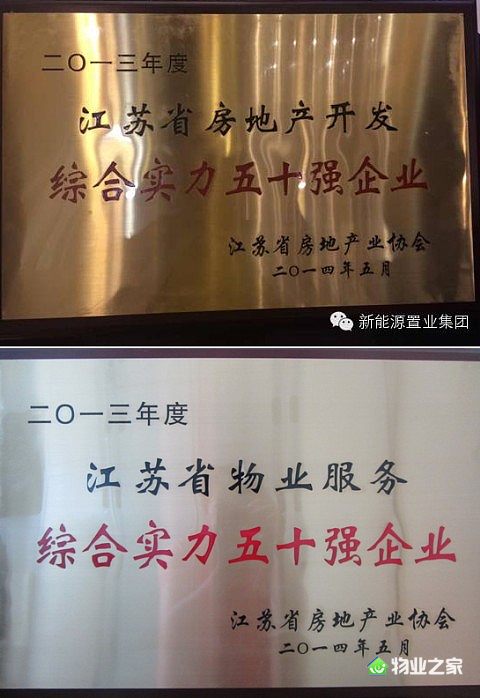 二〇一三年度
江苏省房地产开发
综合实力五十强企业
江苏省房地产业协会
二〇一四年五月
新能源置业集团
二〇一三年度
江苏省物业服务
综合实力五十强企业
江苏省房地产业协会
二〇一四年五月
物业之家